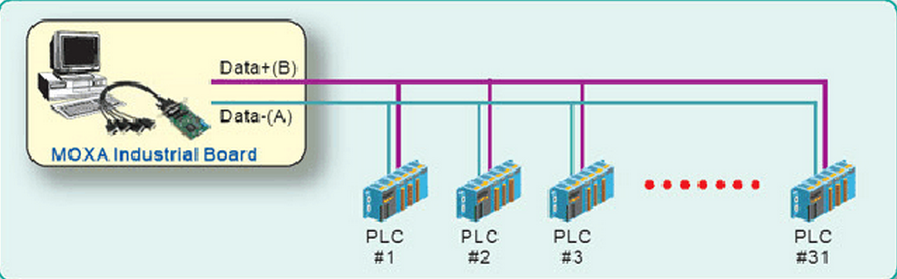 Data+(B)
Data-(A)
MOXA Industrial Board
PLC
#1
PLC
#2
PLC
#3
PLC
#31